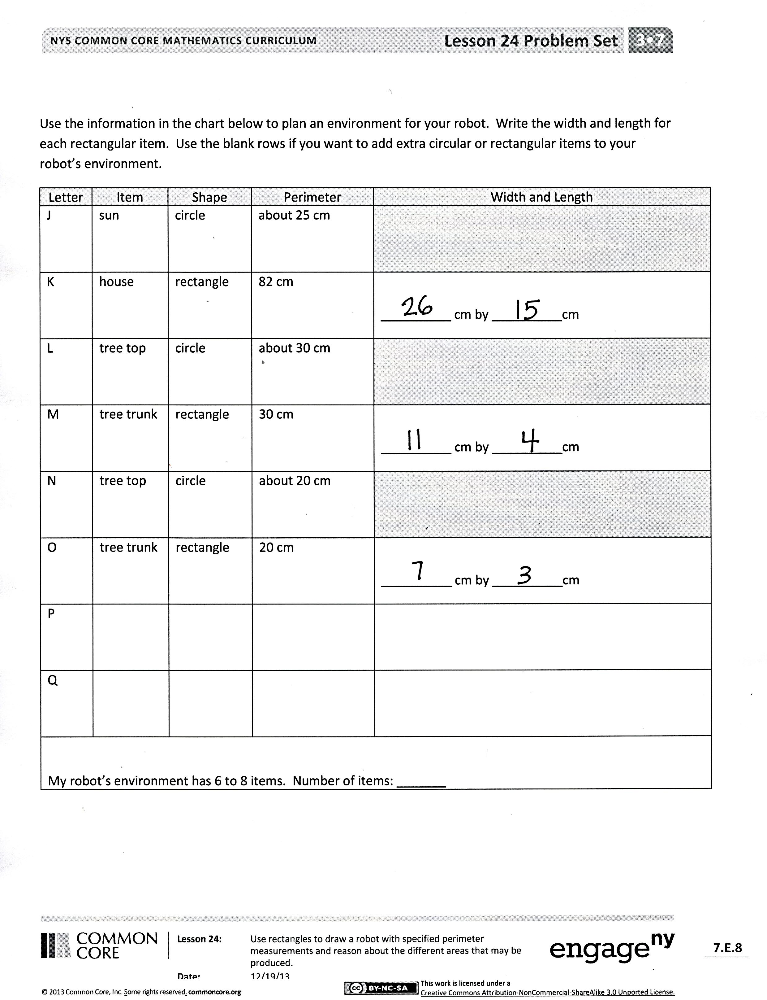 NYS COMMON CORE MATHEMATICS CURRICULUM Lesson 24 Problem Set 3•7
Use the information in the chart below to plan an environment for your robot. Write the width and length for
each rectangular item. Use the blank rows if you want to add extra circular or rectangular items to your
robot's environment.
Letter Item Shape Perimeter Width and Length
J sun circle about 25 cm
K house rectangle 82 cm
26 cm by 15 cm
L tree top circle about 30 cm
M tree trunk rectangle 30 cm
11 cm by 4 cm
N tree top circle about 20 cm
O tree trunk rectangle 20 cm
7 cm by 3 cm
P
Q
My robot's environment has 6 to 8 items. Number of items: ______
COMMON
CORE
Lesson 24: Use rectangles to draw a robot with specified perimeter
measurements and reason about the different areas that may be
produced.
Date: 12/19/13
engage ny
7.E.8
© 2013 Common Core, Inc. Some rights reserved. commoncore.org
cc BY-NC-SA
This work is licensed under a
Creative Commons Attribution-NonCommercial-ShareAlike 3.0 Unported License.